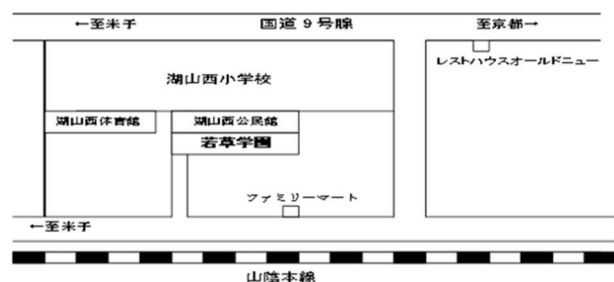 ←至米子
国道９号線
至京都→
レストハウスオールドニュー
湖山西小学校
湖山西体育館
湖山西公民館
若草学園
ファミリーマート
←至米子
山陰本線